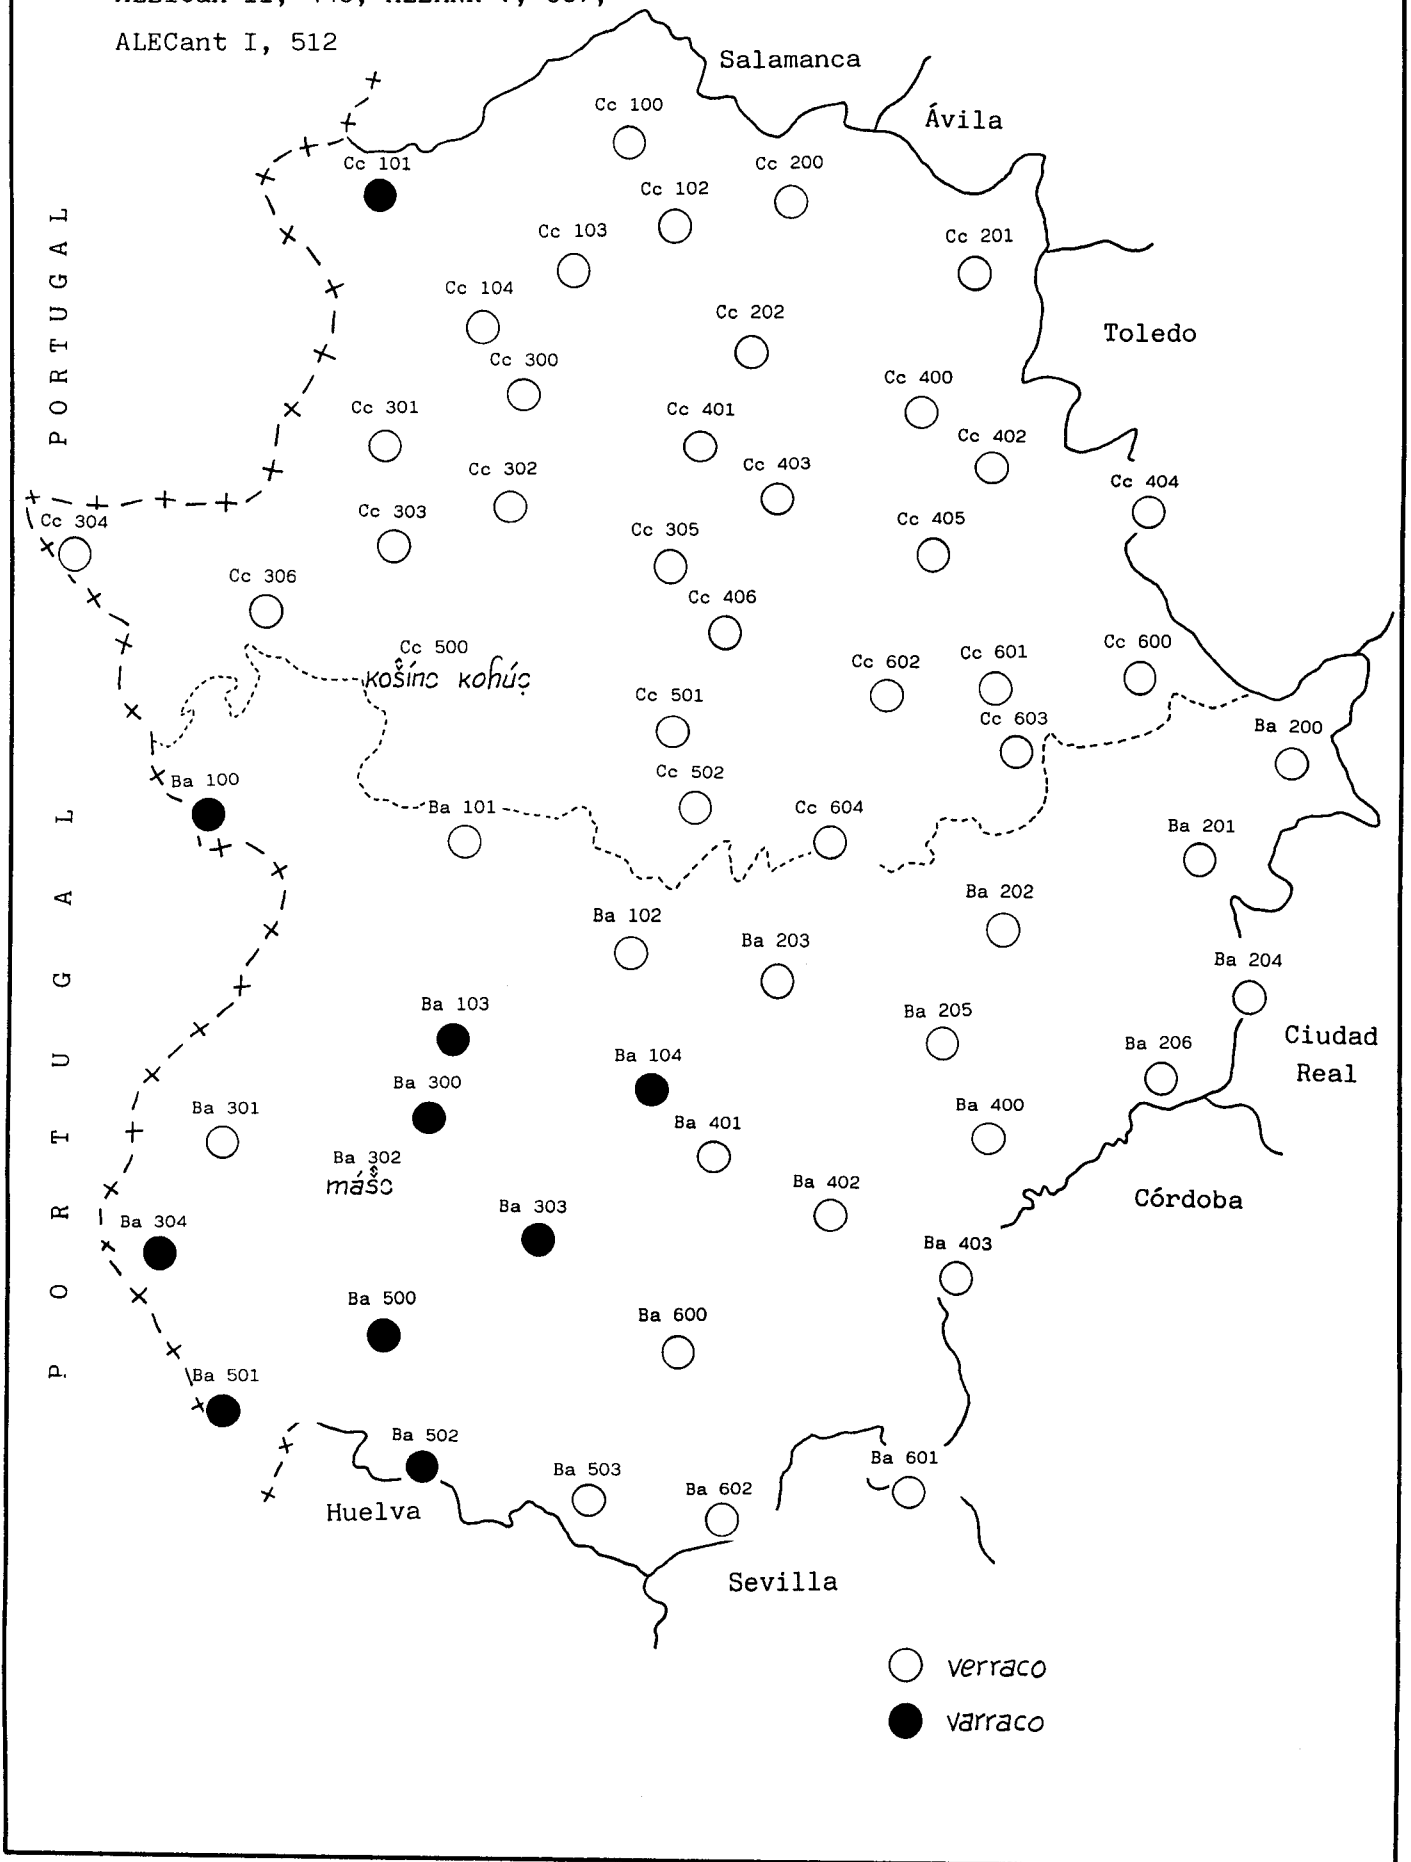 ALECant I, 512
Salamanca
Ávila
Cc 100
Cc 101
Cc 200
Cc 102
Cc 103
Cc 201
Cc 104
Cc 202
Toledo
Cc 300
Cc 400
Cc 301
Cc 401
Cc 402
Cc 403
Cc 302
Cc 404
Cc 303
Cc 304
Cc 405
Cc 305
Cc 306
Cc 406
Cc 500
Cc 600
Cc 601
Cc 602
Cc 501
Cc 603
Ba 200
Cc 502
Ba 100
Ba 101
Cc 604
Ba 201
Ba 202
Ba 102
Ba 203
Ba 204
Ba 103
Ba 205
Ciudad
Real
Ba 206
Ba 104
Ba 300
Ba 301
Ba 400
Ba 401
Ba 302
Ba 402
Córdoba
Ba 303
Ba 304
Ba 403
Ba 500
Ba 600
Ba 501
Ba 502
Ba 601
Ba 503
Ba 602
Huelva
Sevilla
PORTUGAL
PORTUGAL
verraco
varraco